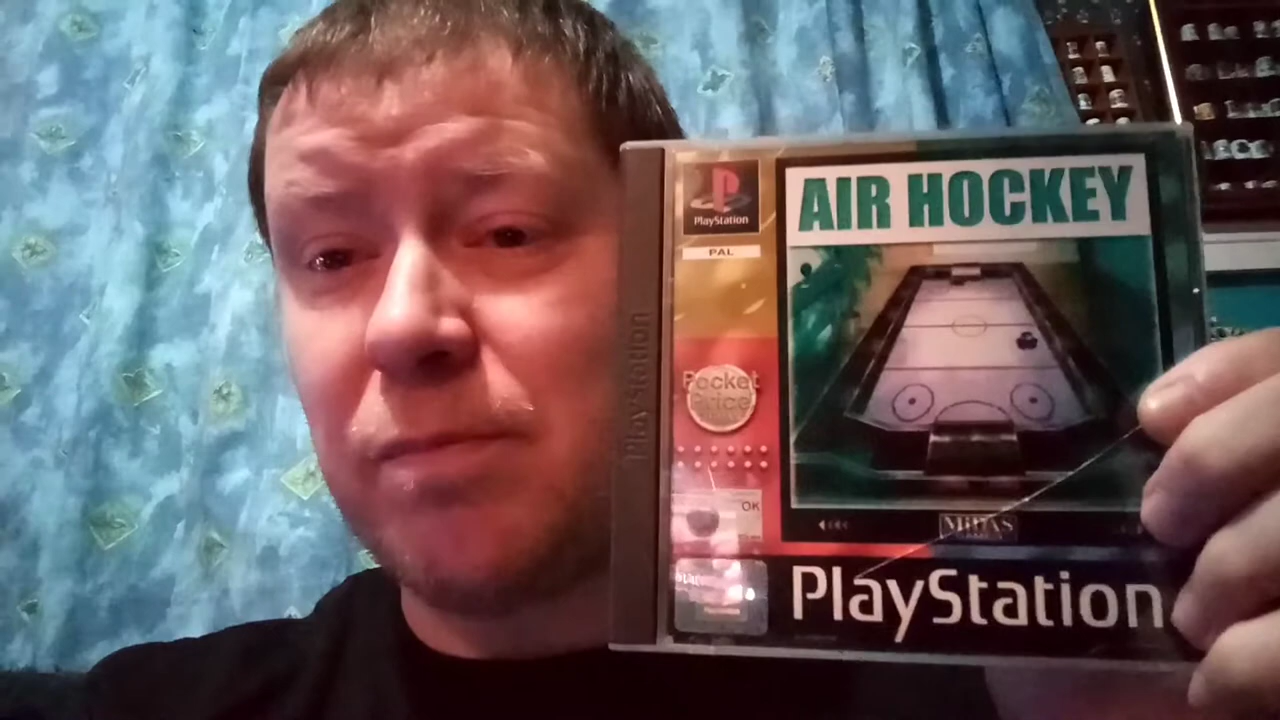 PlayStation
PlayStation
PAL
AIR HOCKEY
Pocket
Price
OK
MIDAS
PlayStation